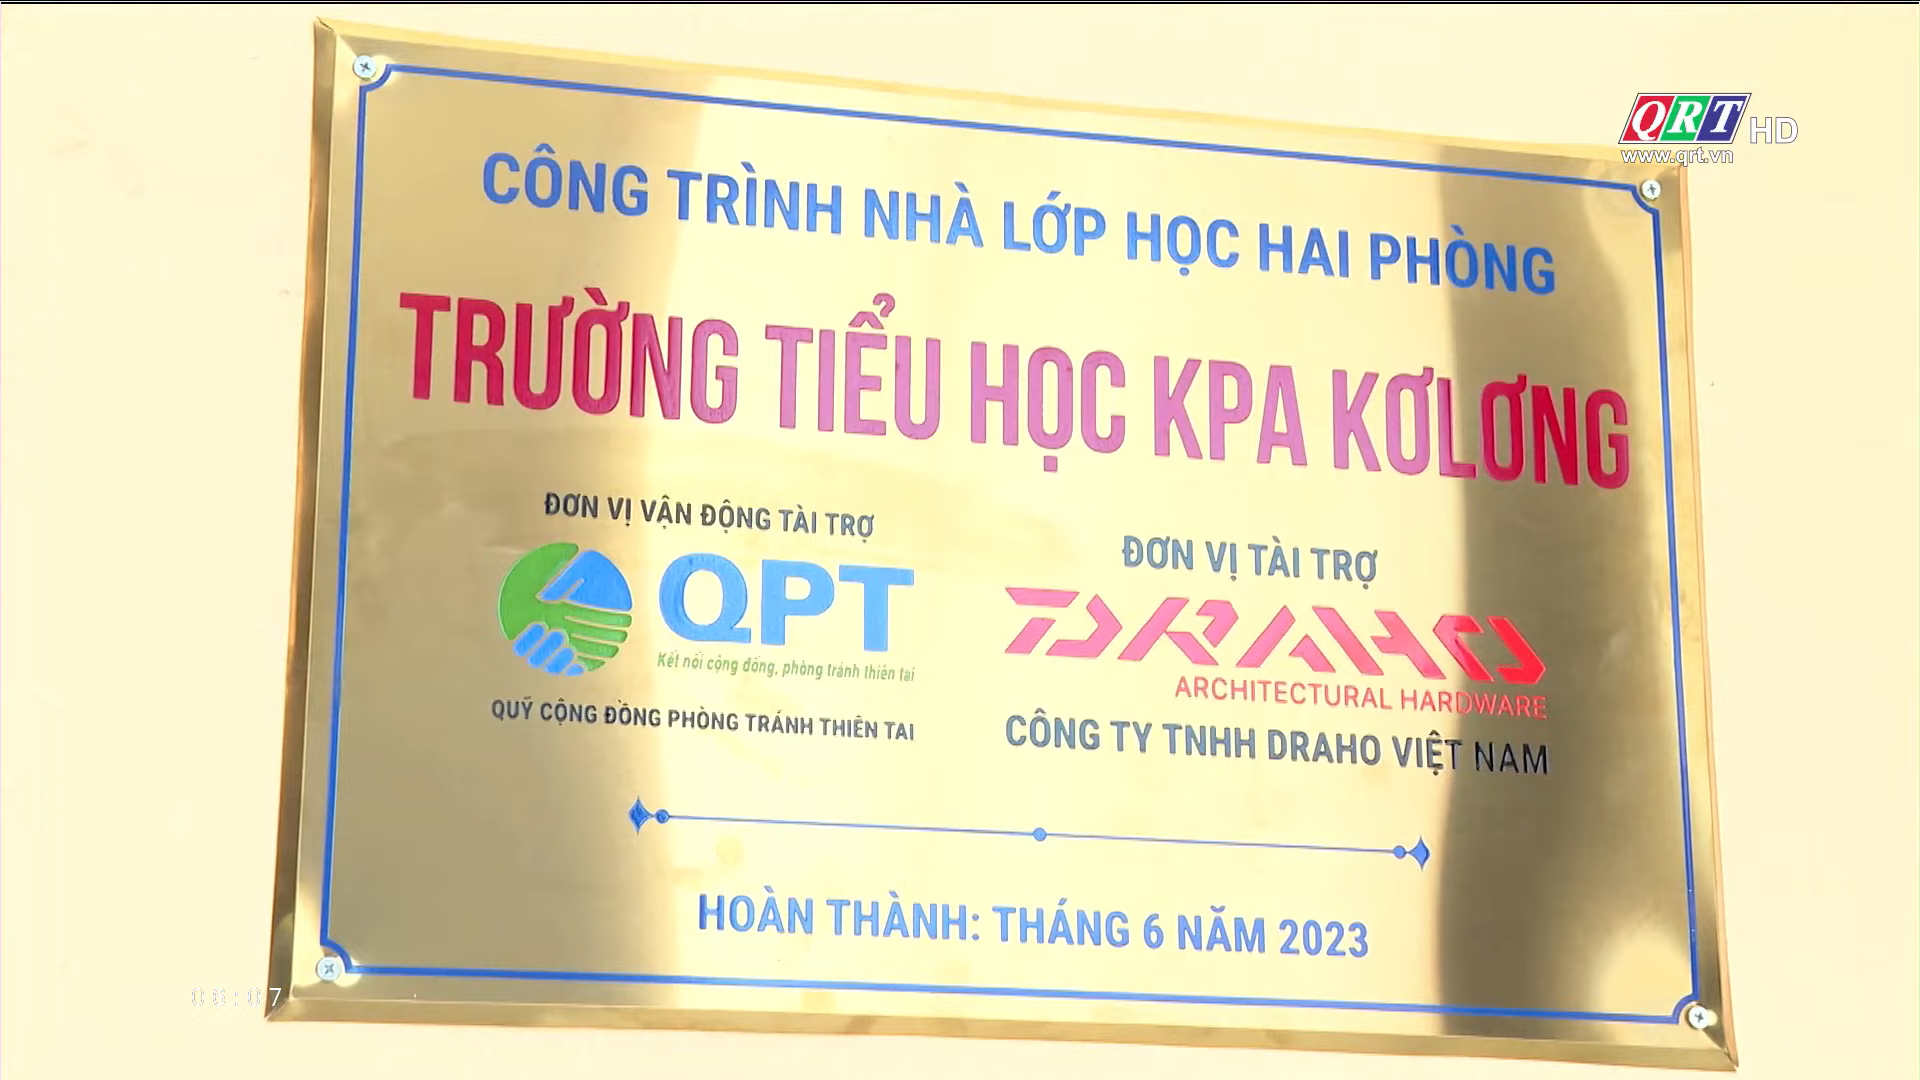 QRT HD
www.qrt.vn
CÔNG TRÌNH NHÀ LỚP HỌC HAI PHÒNG
TRƯỜNG TIỂU HỌC KPA KƠLƠNG
ĐƠN VỊ VẬN ĐỘNG TÀI TRỢ
QPT
Kết nối cộng đồng, phòng tránh thiên tai
QUỸ CỘNG ĐỒNG PHÒNG TRÁNH THIÊN TAI
ĐƠN VỊ TÀI TRỢ
DRAHO
ARCHITECTURAL HARDWARE
CÔNG TY TNHH DRAHO VIỆT NAM
HOÀN THÀNH: THÁNG 6 NĂM 2023
06:07